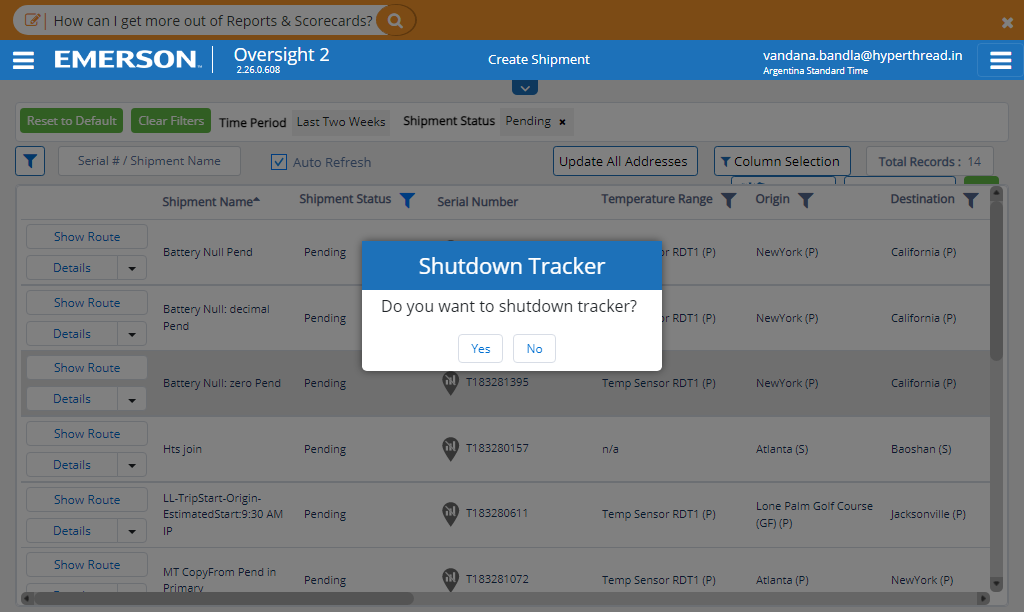 How can I get more out of Reports & Scorecards?
EMERSON
Oversight 2
2.26.0.608
Create Shipment
vandana.bandla@hyperthread.in
Argentina Standard Time
Reset to Default
Clear Filters
Time Period
Last Two Weeks
Shipment Status
Pending ×
Serial # / Shipment Name
Auto Refresh
Update All Addresses
Column Selection
Total Records : 14
Shipment Name
Shipment Status
Serial Number
Temperature Range
Origin
Destination
Show Route
Details
Battery Null Pend
Pending
RDT1 (P)
NewYork (P)
California (P)
Show Route
Details
Battery Null: decimal
Pend
Pending
RDT1 (P)
NewYork (P)
California (P)
Show Route
Details
Battery Null: zero Pend
Pending
T183281395
Temp Sensor RDT1 (P)
NewYork (P)
California (P)
Show Route
Details
Hts join
Pending
T183280157
n/a
Atlanta (S)
Baoshan (S)
Show Route
Details
LL-TripStart-Origin-
EstimatedStart:9:30 AM
IP
Pending
T183280611
Temp Sensor RDT1 (P)
Lone Palm Golf Course
(GF) (P)
Jacksonville (P)
Show Route
MT CopyFrom Pend in
Primary
Pending
T183281072
Temp Sensor RDT1 (P)
Atlanta (P)
NewYork (P)
Shutdown Tracker
Do you want to shutdown tracker?
Yes
No